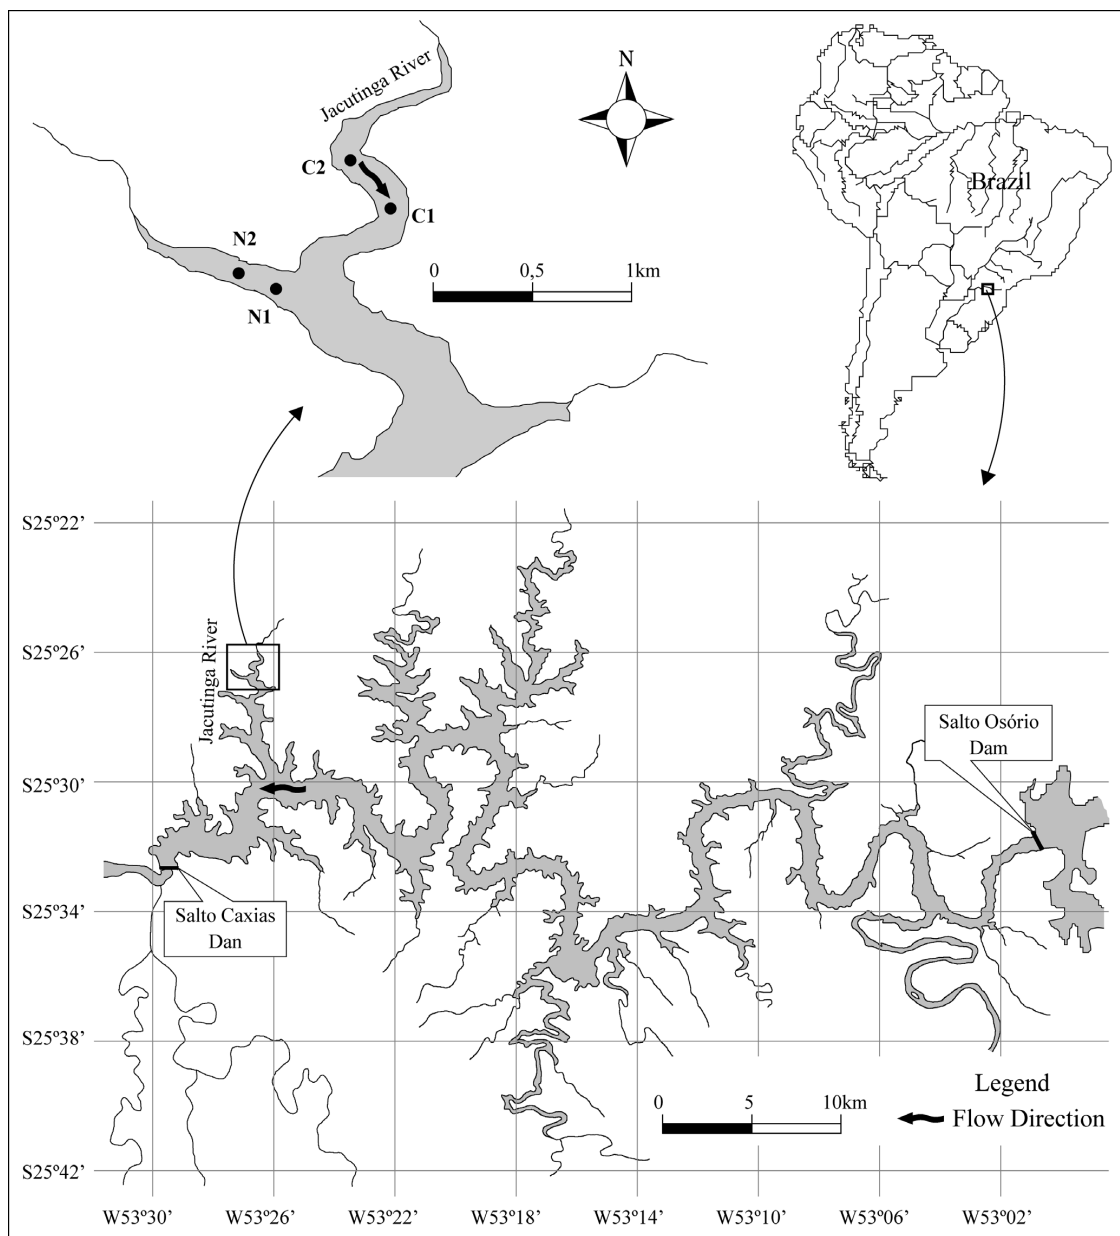 Jacutinga River
N
C2
C1
Brazil
N2
N1
0 0,5 1km
S25º22’
S25º26’
S25º30’
S25º34’
S25º38’
S25º42’
Jacutinga River
Salto Osório
Dam
Salto Caxias
Dan
0 5 10km
Legend
Flow Direction
W53º30’ W53º26’ W53º22’ W53º18’ W53º14’ W53º10’ W53º06’ W53º02’